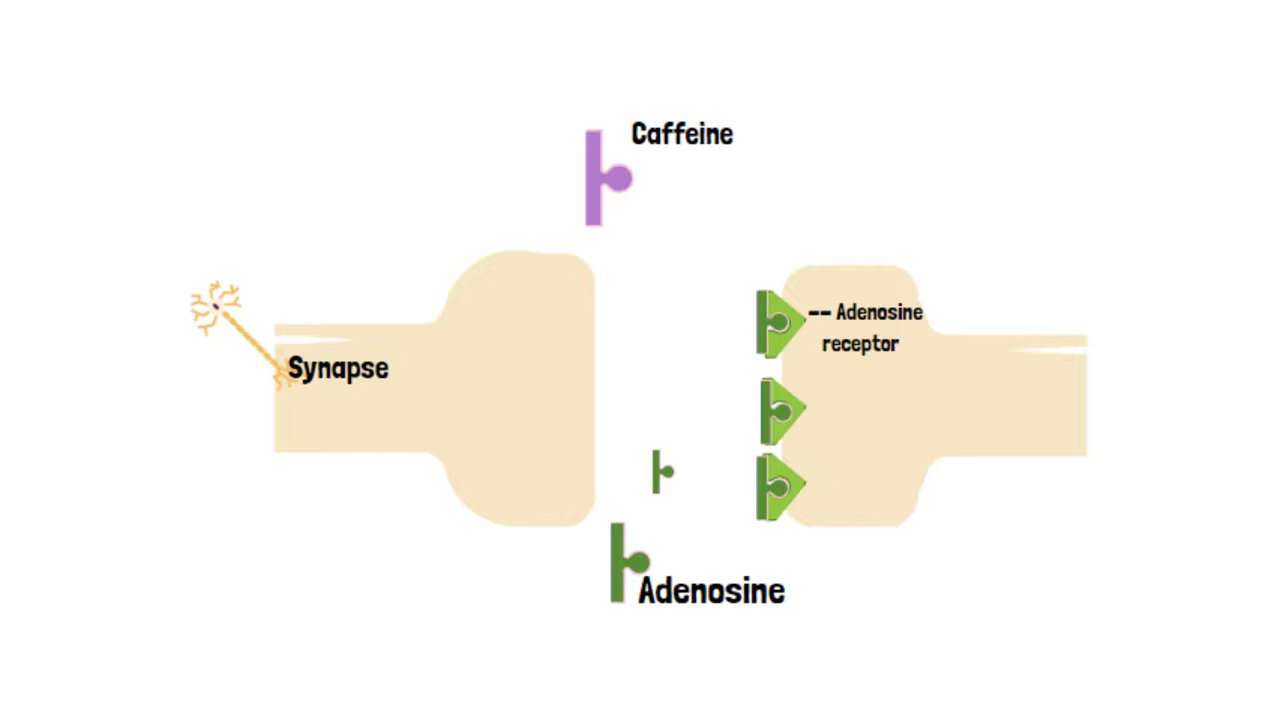 Caffeine
-- Adenosine
receptor
Synapse
Adenosine